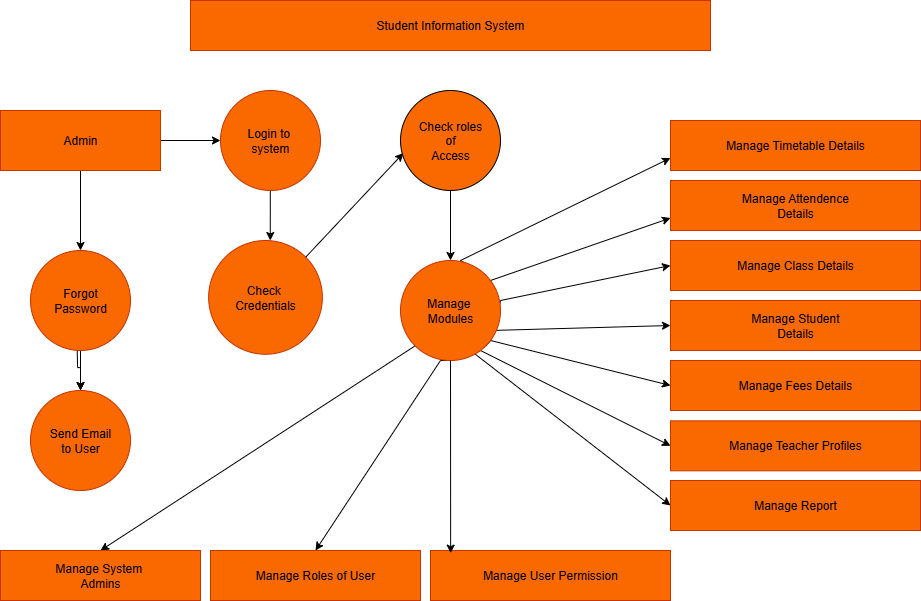 Student Information System
Admin
Login to
system
Check roles
of
Access
Manage Timetable Details
Manage Attendence
Details
Manage Class Details
Forgot
Password
Check
Credentials
Manage
Modules
Manage Student
Details
Manage Fees Details
Send Email
to User
Manage Teacher Profiles
Manage Report
Manage System
Admins
Manage Roles of User
Manage User Permission